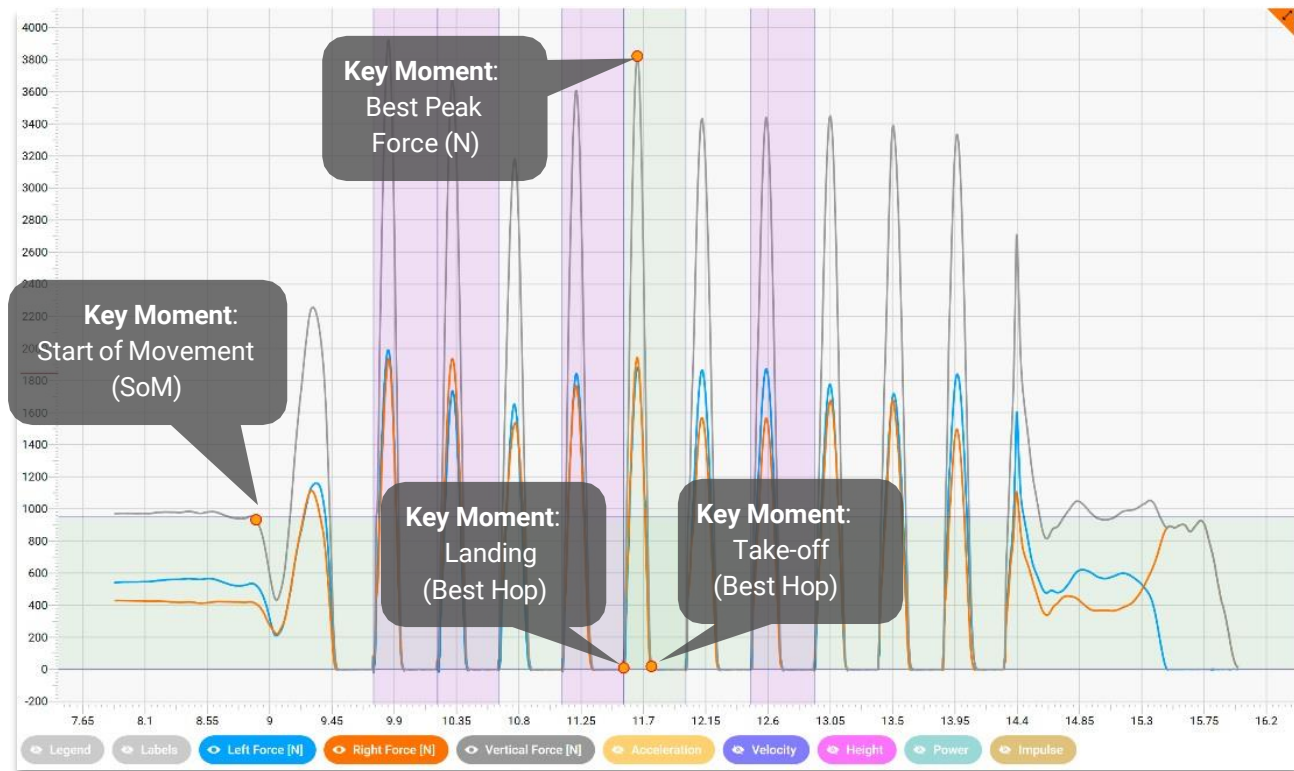 4000
3800
3600
3400
3200
3000
2800
2600
2400
2200
2000
1800
1600
1400
1200
1000
800
600
400
200
0
-200
Key Moment:
Best Peak
Force (N)
Key Moment:
Start of Movement
(SoM)
Key Moment:
Landing
(Best Hop)
Key Moment:
Take-off
(Best Hop)
7.65 8.1 8.55 9 9.45 9.9 10.35 10.8 11.25 11.7 12.15 12.6 13.05 13.5 13.95 14.4 14.85 15.3 15.75 16.2
Legend Labels Left Force [N] Right Force [N] Vertical Force [N] Acceleration Velocity Height Power Impulse